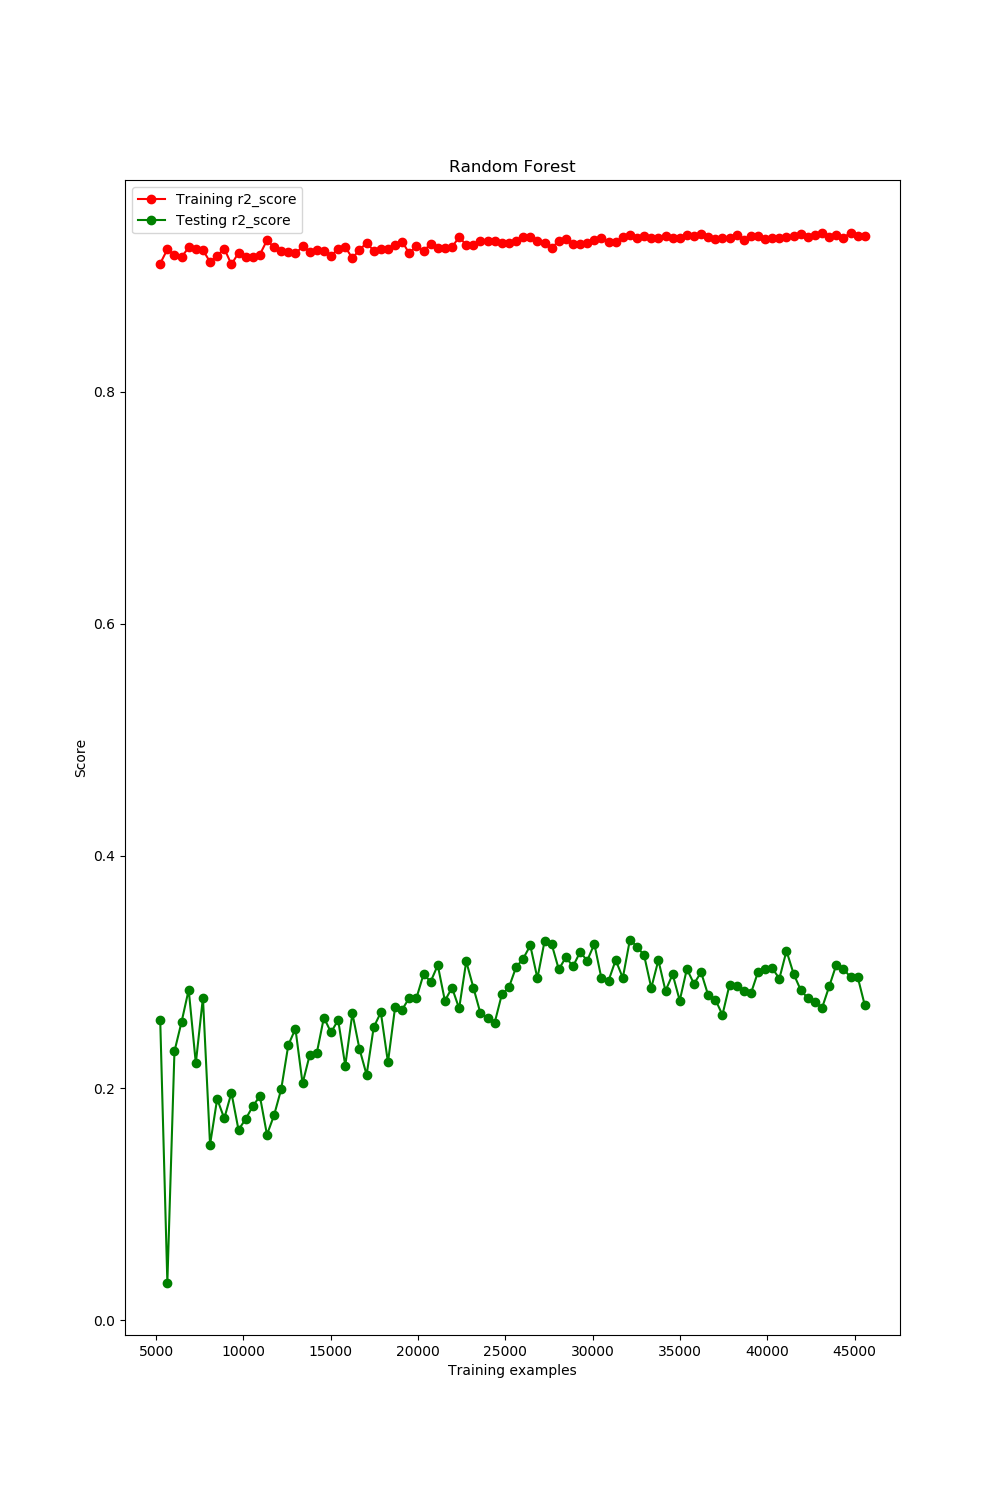 Random Forest
Training r2_score
Testing r2_score
0.8
0.6
0.4
0.2
0.0
Score
5000 10000 15000 20000 25000 30000 35000 40000 45000
Training examples